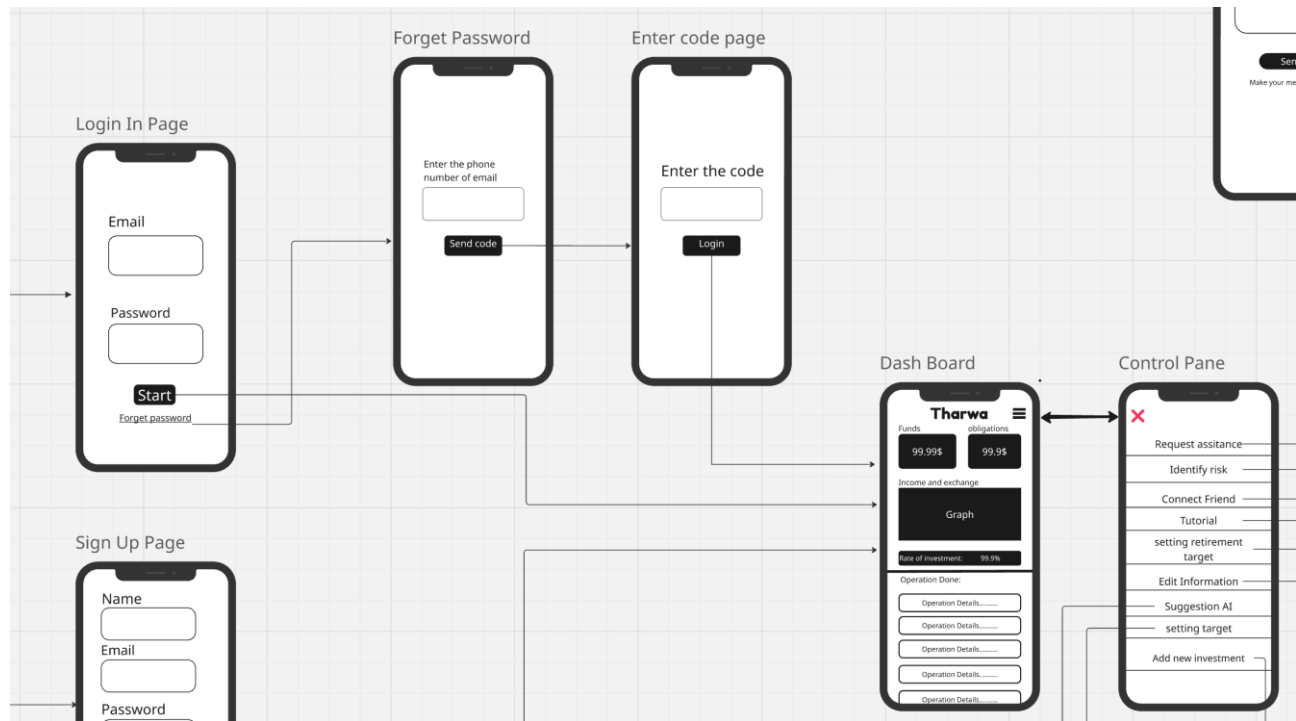 Forget Password
Enter code page
Login In Page
Enter the phone
number of email
Send code
Enter the code
Login
Email
Password
Start
Forget password
Make your me
Dash Board
Tharwa
Funds
obligations
99.99$
99.9$
Income and exchange
Graph
Rate of investment:
99.9%
Operation Done:
Operation Details..........
Operation Details..........
Operation Details..........
Operation Details..........
Operation Details..........
Control Pane
Request assitance
Identify risk
Connect Friend
Tutorial
setting retirement
target
Edit Information
Suggestion AI
setting target
Add new investment
Sign Up Page
Name
Email
Password